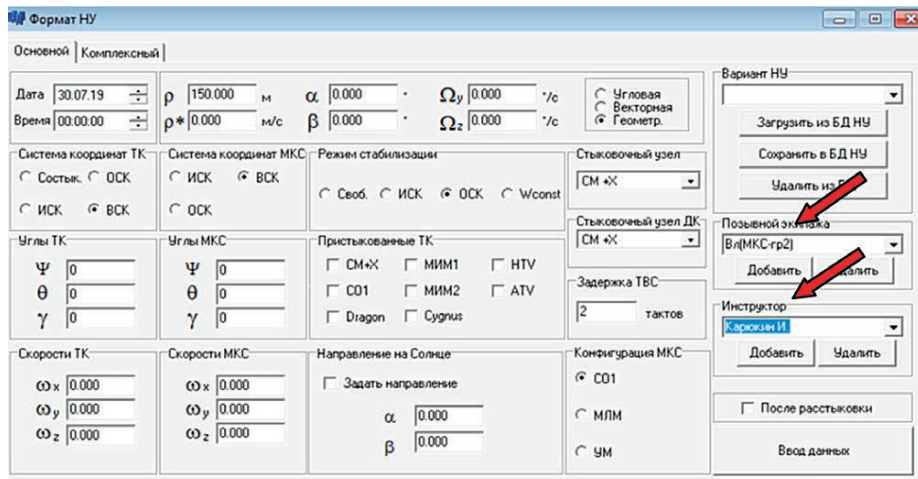 Формат НУ
Основной Комплексный
Дата 30.07.19
Время 00:00:00
ρ 150.000 м α 0.000 ° Ωy 0.000 °/с
ρ* 0.000 м/с β 0.000 ° Ωz 0.000 °/с
Угловая
Векторная
Геометр.
Вариант НУ
Загрузить из БД НУ
Сохранить в БД НУ
Удалить из
Система координат ТК
Состык. ОСК
ИСК ВСК
Система координат МКС
ИСК ВСК
ОСК
Режим стабилизации
Своб. ИСК ОСК Wconst
Стыковочный узел
СМ +X
Стыковочный узел ДК
СМ +X
Позывной экипажа
Вл(МКС-гр2)
Добавить Удалить
Углы ТК
Ψ 0
θ 0
γ 0
Углы МКС
Ψ 0
θ 0
γ 0
Пристыкованные ТК
СМ+X МИМ1 HTV
СО1 МИМ2 ATV
Dragon Cygnus
Задержка ТВС
2 тактов
Инструктор
Карюкин И.
Добавить Удалить
Скорости ТК
ωx 0.000
ωy 0.000
ωz 0.000
Скорости МКС
ωx 0.000
ωy 0.000
ωz 0.000
Направление на Солнце
Задать направление
α 0.000
β 0.000
Конфигурация МКС
СО1
МЛМ
УМ
После расстыковки
Ввод данных